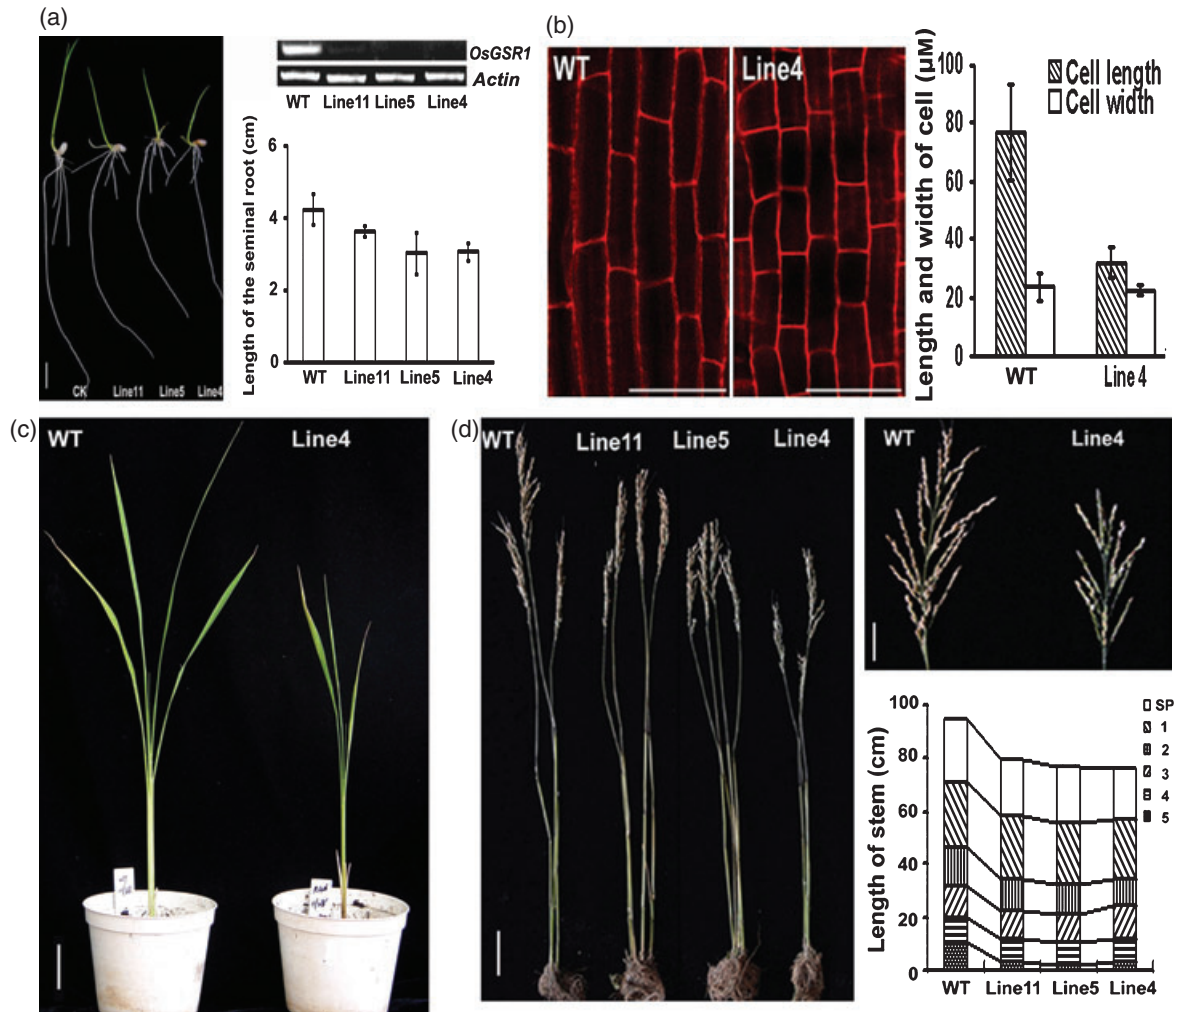 (a)
OsGSR1
Actin
WT Line11 Line5 Line4
Length of the seminal root (cm)
6
4
2
0
WT Line11 Line5 Line4
CK Line11 Line5 Line4
(b)
WT
Line4
Length and width of cell (μM)
100
80
60
40
20
0
Cell length
Cell width
WT Line 4
(c)
WT
Line4
(d)
WT Line11 Line5 Line4
WT Line4
Length of stem (cm)
100
80
60
40
20
0
SP
1
2
3
4
5
WT Line11 Line5 Line4